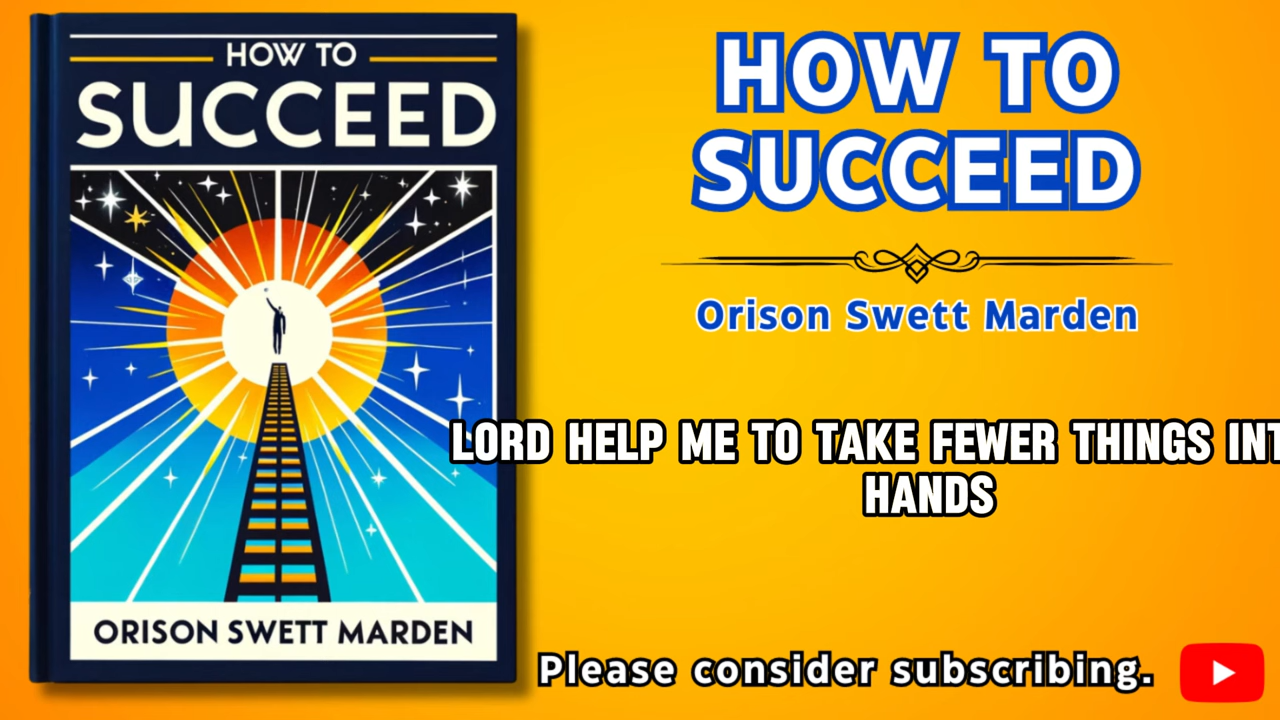 HOW TO
SUCCEED
ORISON SWETT MARDEN
HOW TO
SUCCEED
Orison Swett Marden
LORD HELP ME TO TAKE FEWER THINGS
HANDS
Please consider subscribing.